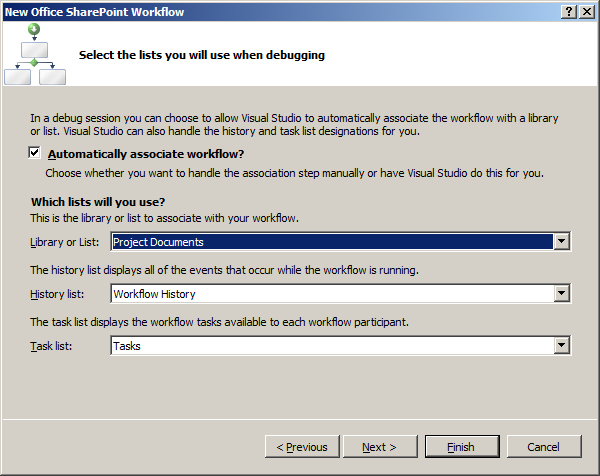 New Office SharePoint Workflow
Select the lists you will use when debugging
In a debug session you can choose to allow Visual Studio to automatically associate the workflow with a library
or list. Visual Studio can also handle the history and task list designations for you.
Automatically associate workflow?
Choose whether you want to handle the association step manually or have Visual Studio do this for you.
Which lists will you use?
This is the library or list to associate with your workflow.
Library or List: Project Documents
The history list displays all of the events that occur while the workflow is running.
History list: Workflow History
The task list displays the workflow tasks available to each workflow participant.
Task list: Tasks
< Previous Next > Finish Cancel